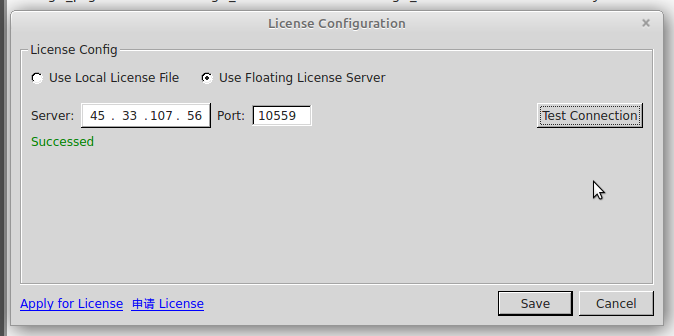 License Configuration
License Config
Use Local License File Use Floating License Server
Server: 45 . 33 . 107 . 56 Port: 10559 Test Connection
Successed
Apply for License 申请 License Save Cancel